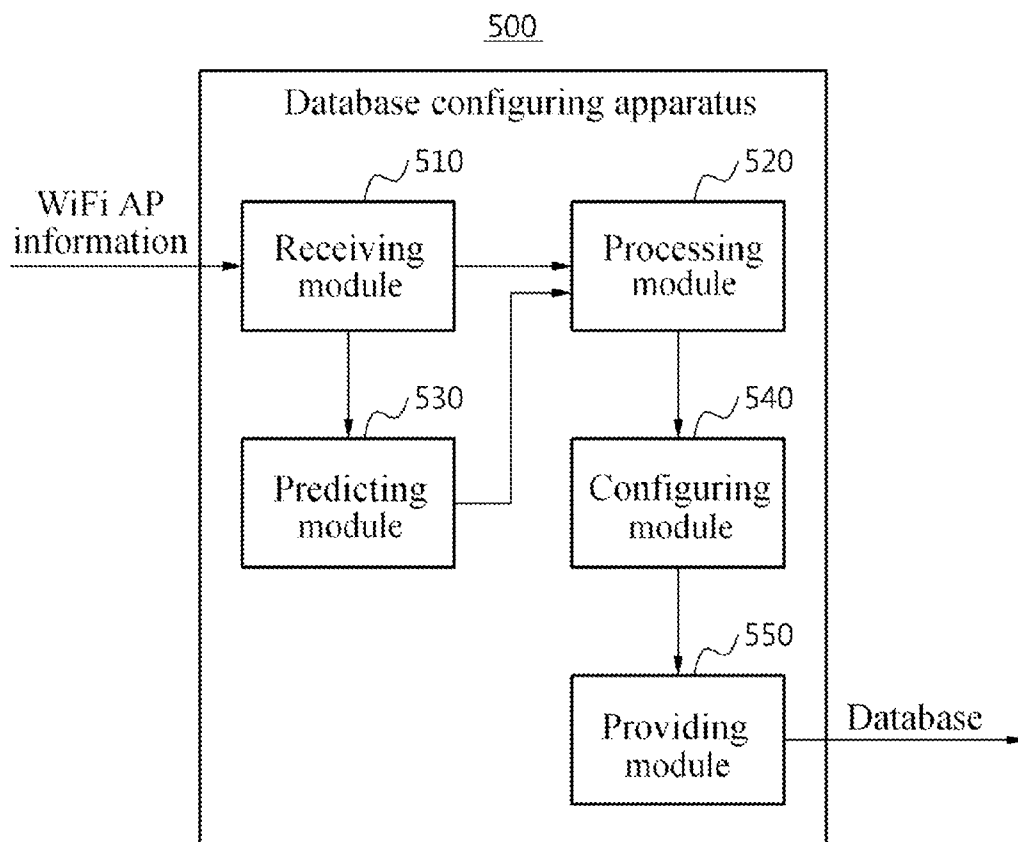 500
Database configuring apparatus
510
520
WiFi AP
information
Receiving
module
Processing
module
530
540
Predicting
module
Configuring
module
550
Providing
module
Database